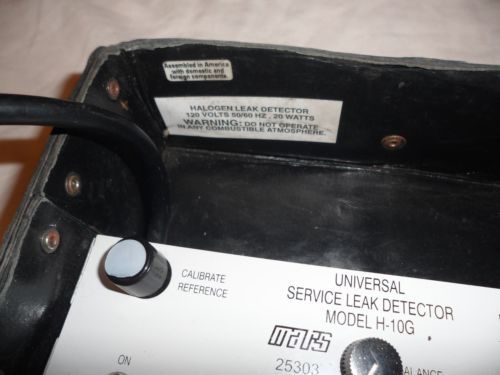 Assembled in America
with domestic and
foreign components.
HALOGEN LEAK DETECTOR
120 VOLTS 50/60 HZ , 20 WATTS
WARNING: DO NOT OPERATE
IN ANY COMBUSTIBLE ATMOSPHERE.
CALIBRATE
REFERENCE
UNIVERSAL
SERVICE LEAK DETECTOR
MODEL H-10G
mars
25303
ALANCE
ON